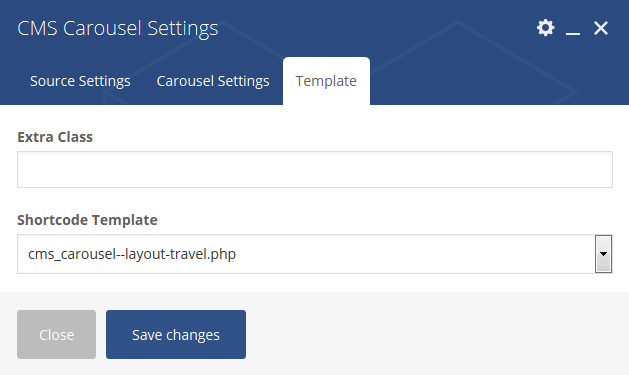 CMS Carousel Settings
Source Settings Carousel Settings Template
Extra Class
Shortcode Template
cms_carousel--layout-travel.php
Close Save changes